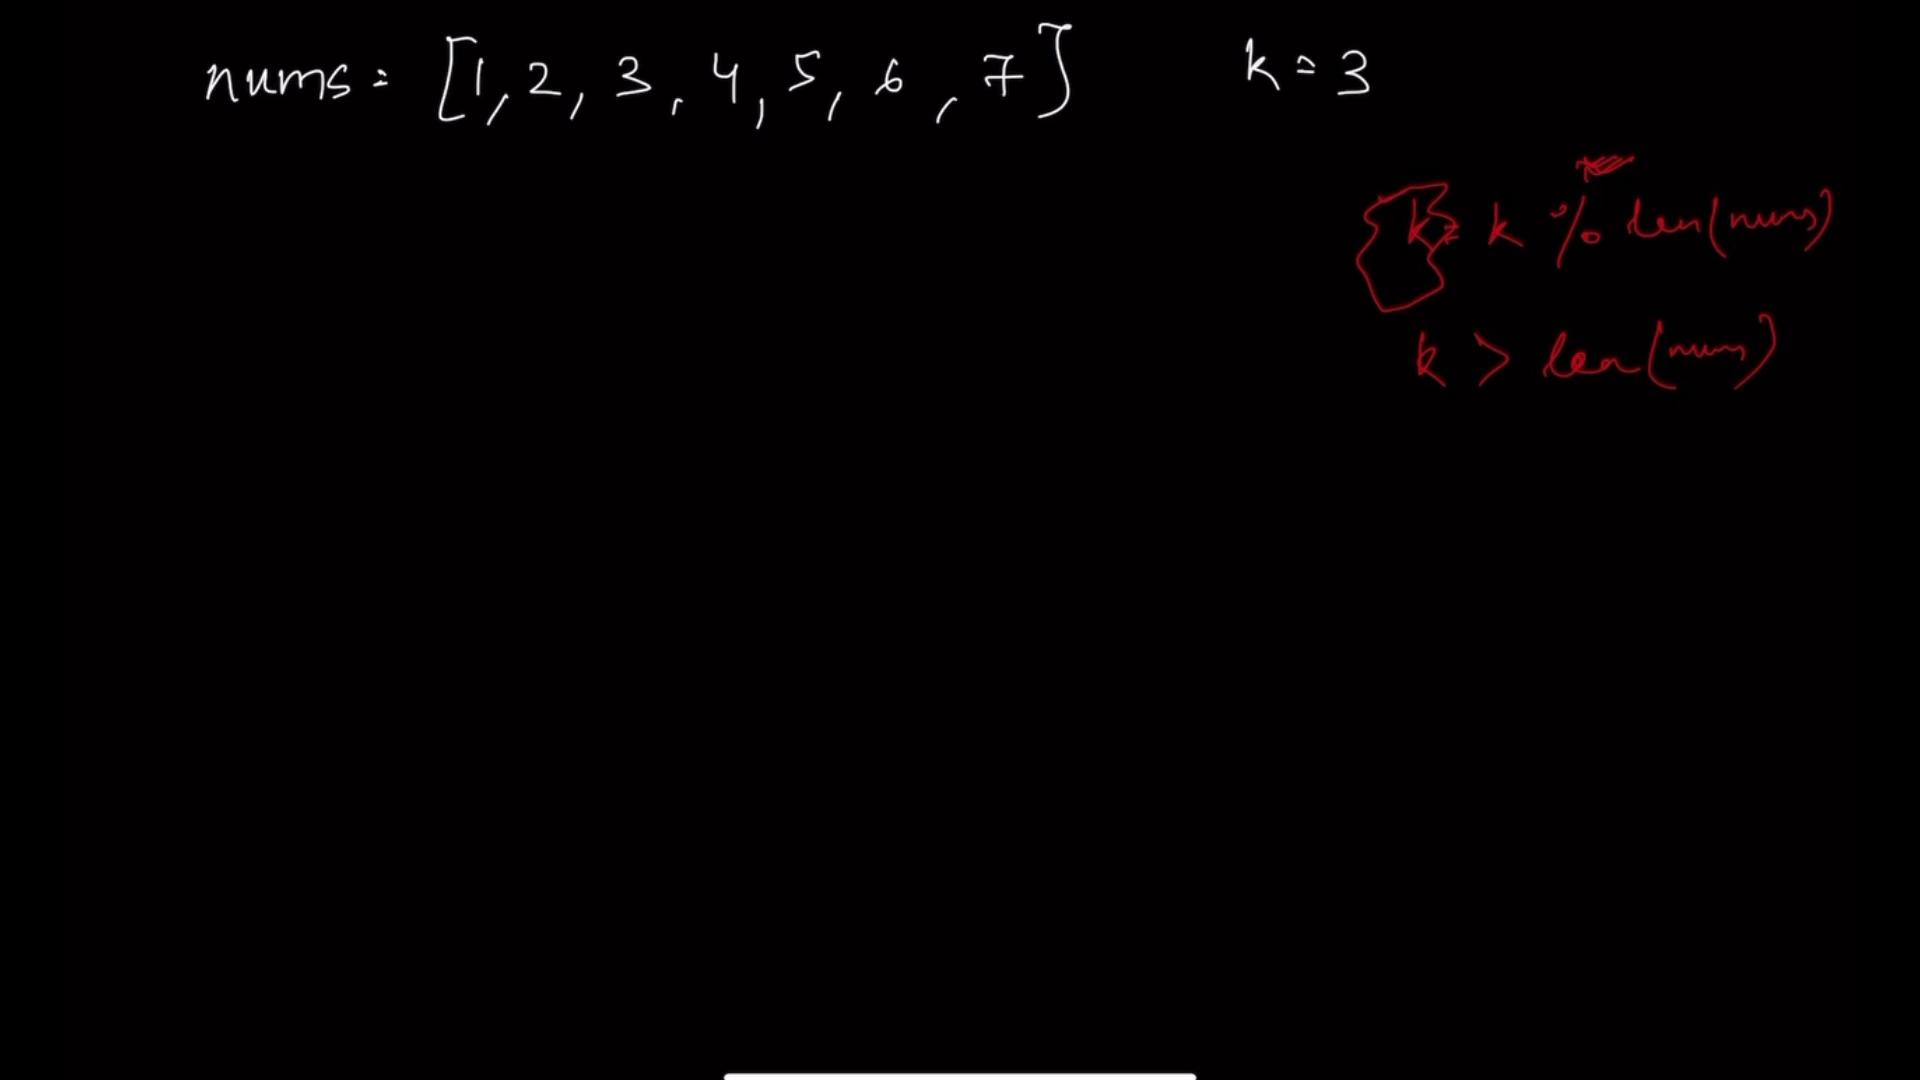 nums = [1, 2, 3, 4, 5, 6, 7] k = 3
k = k % len(nums)
k > len(nums)